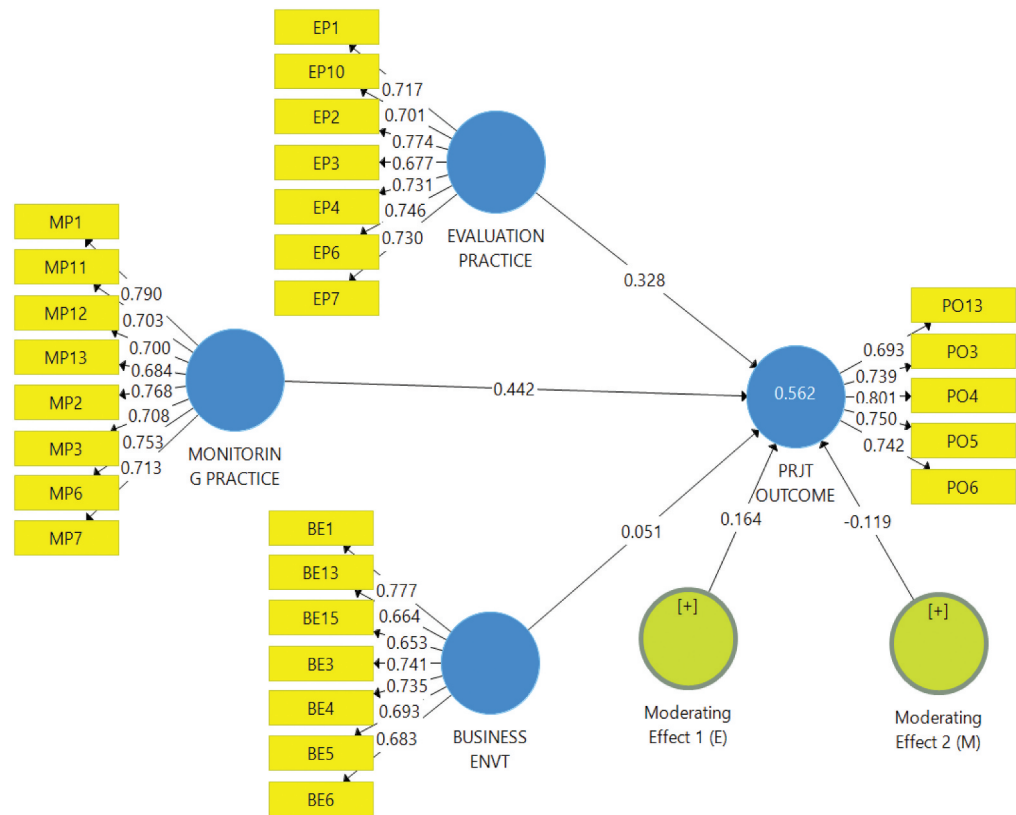 EP1
EP10
EP2
EP3
EP4
EP6
EP7
0.717
0.701
0.774
0.677
0.731
0.746
0.730
EVALUATION
PRACTICE
0.328
MP1
MP11
MP12
MP13
MP2
MP3
MP6
MP7
0.790
0.703
0.700
0.684
0.768
0.708
0.753
0.713
MONITORIN
G PRACTICE
0.442
BE1
BE13
BE15
BE3
BE4
BE5
BE6
0.777
0.664
0.653
0.741
0.735
0.693
0.683
BUSINESS
ENVT
0.051
0.562
PRJT
OUTCOME
0.693
0.739
0.801
0.750
0.742
PO13
PO3
PO4
PO5
PO6
0.164
-0.119
[+]
Moderating
Effect 1 (E)
[+]
Moderating
Effect 2 (M)